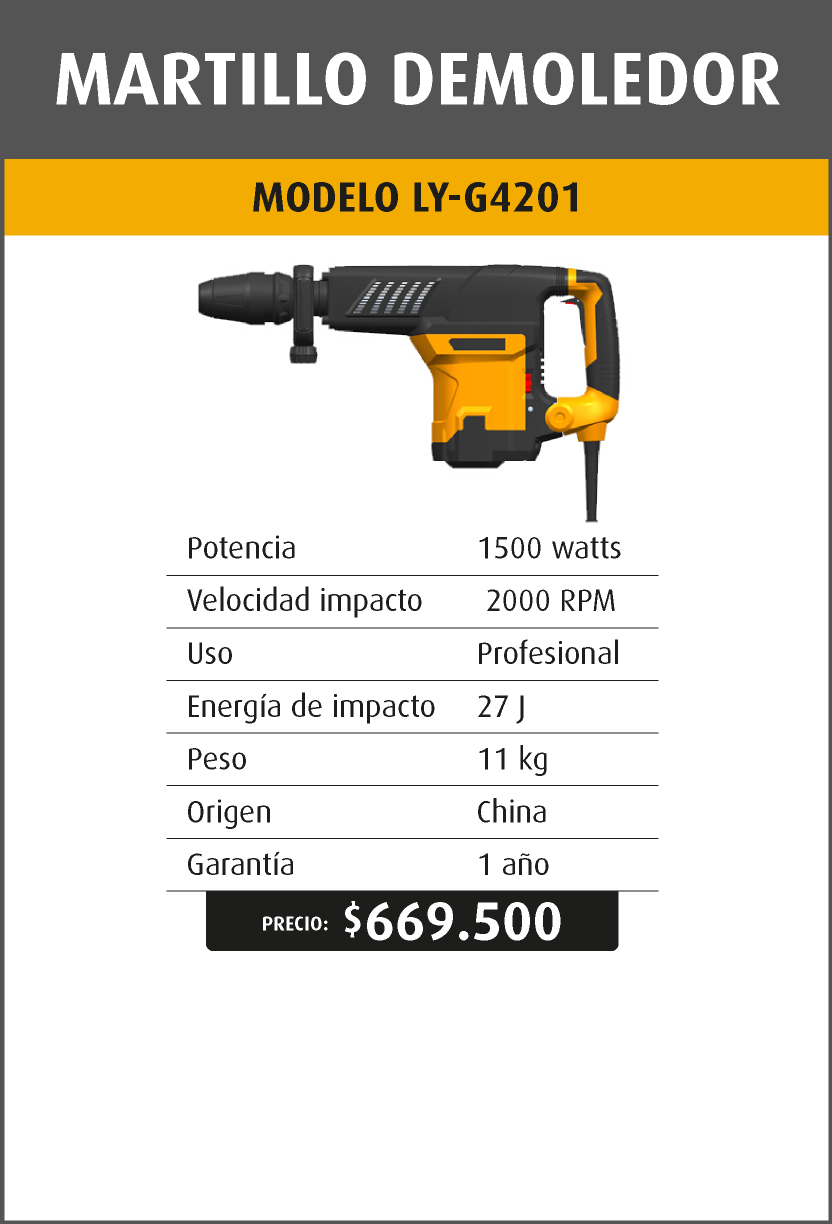 MARTILLO DEMOLEDOR
MODELO LY-G4201
Potencia 1500 watts
Velocidad impacto 2000 RPM
Uso Profesional
Energía de impacto 27 J
Peso 11 kg
Origen China
Garantía 1 año
PRECIO: $669.500